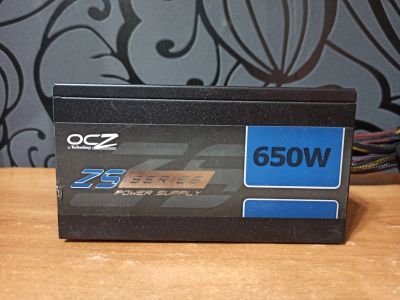 OCZ
Technology
ZS SERIES
POWER SUPPLY
650W